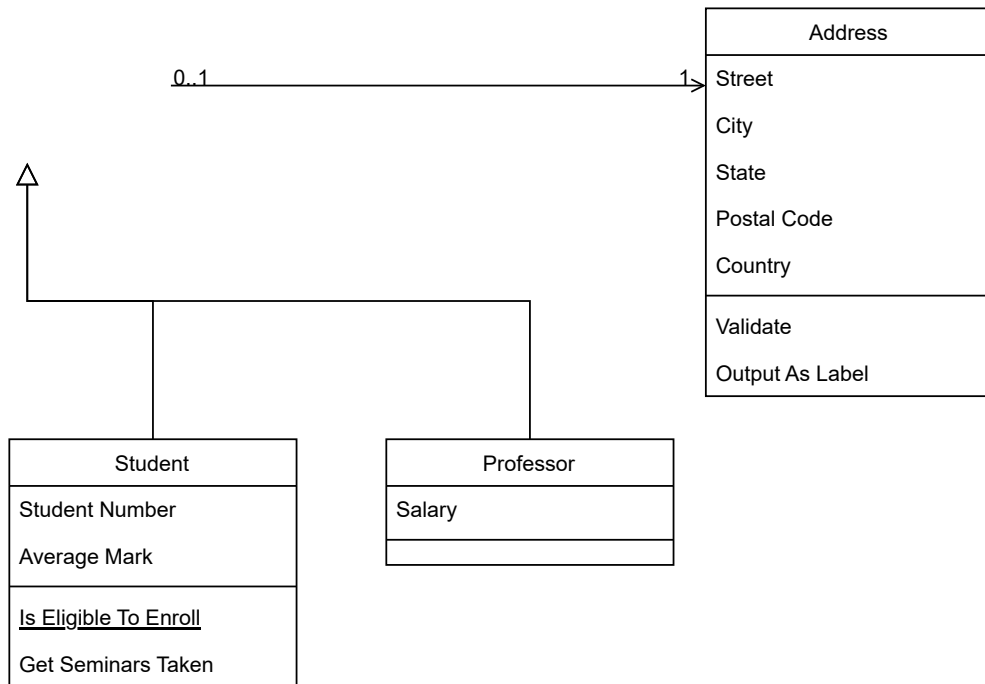 Address
0..1
1
Street
City
State
Postal Code
Country
Validate
Output As Label
Student
Professor
Student Number
Salary
Average Mark
Is Eligible To Enroll
Get Seminars Taken